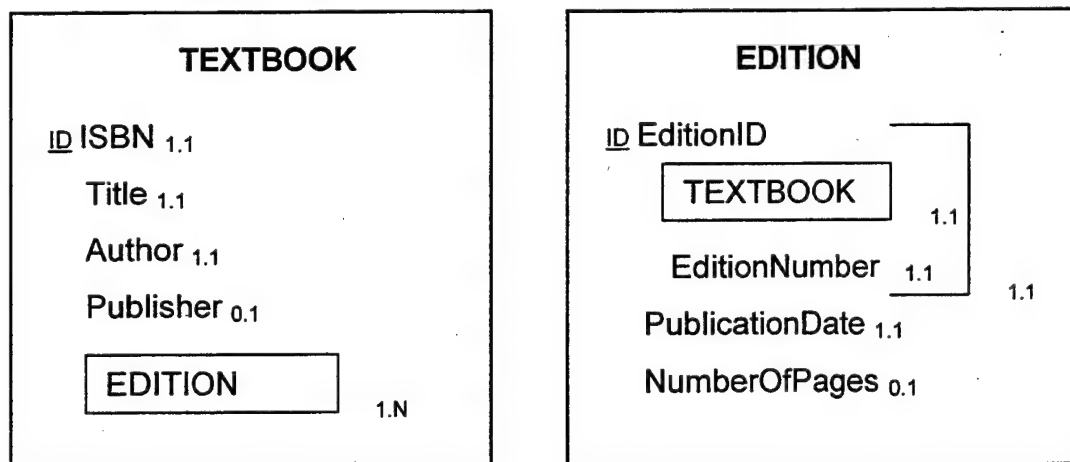 TEXTBOOK
ID ISBN 1.1
Title 1.1
Author 1.1
Publisher 0.1
EDITION
1.N
EDITION
ID EditionID
TEXTBOOK
1.1
EditionNumber 1.1
1.1
PublicationDate 1.1
NumberOfPages 0.1